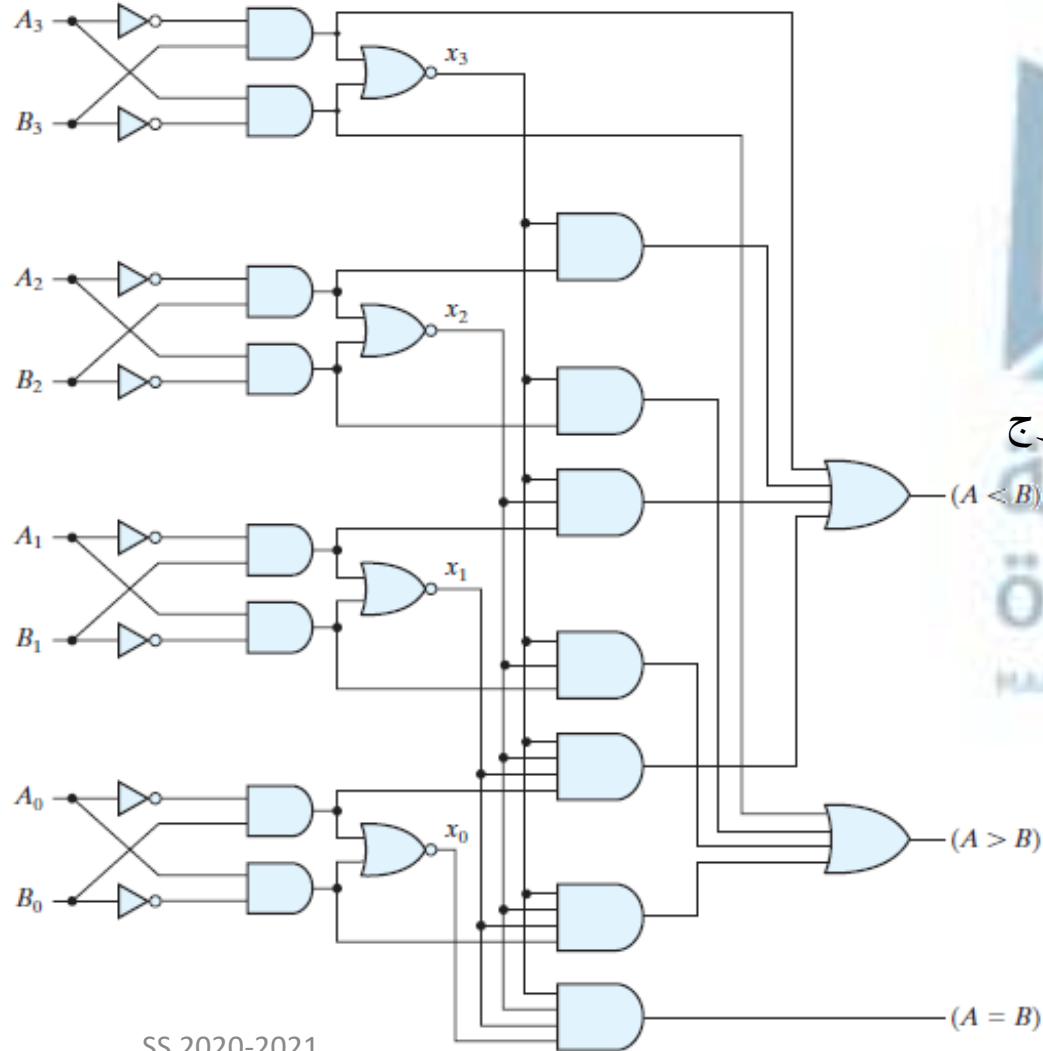 A₃
x₃
B₃
A₂
x₂
B₂
(A < B)
A₁
x₁
B₁
A₀
x₀
(A > B)
B₀
(A = B)
SS 2020-2021